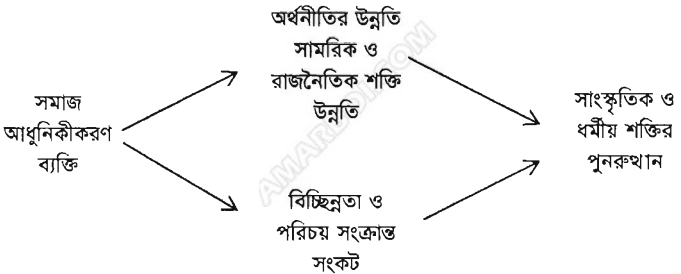 অর্থনীতির উন্নতি
সামরিক ও
রাজনৈতিক শক্তি
উন্নতি
সমাজ
আধুনিকীকরণ
ব্যক্তি
সাংস্কৃতিক ও
ধর্মীয় শক্তির
পুনরুত্থান
বিচ্ছিন্নতা ও
পরিচয় সংক্রান্ত
সংকট
AMARBOI.COM